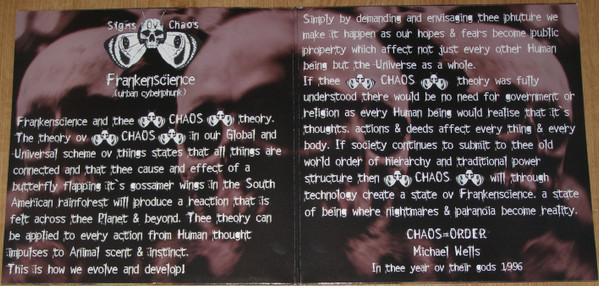 Signs Ov Chaos
Frankenscience
(urban cyberphunk)
Frankenscience and thee CHAOS theory.
The theory ov CHAOS in our Global and
Universal scheme ov things states that all things are
connected and that thee cause and effect of a
butterfly flapping it`s gossamer wings in the South
American rainforest will produce a reaction that is
felt across thee Planet & beyond. Thee theory can
be applied to every action from Human thought
impulses to Animal scent & instinct.
This is how we evolve and develop!
Simply by demanding and envisaging thee phuture we
make it happen as our hopes & fears become public
property which affect not just every other Human
being but the Universe as a whole.
If thee CHAOS theory was fully
understood there would be no need for government or
religion as every Human being would realise that it`s
thoughts, actions & deeds affect every thing & every
body. If society continues to submit to thee old
world order of hierarchy and traditional power
structure then CHAOS will through
technology create a state ov Frankenscience. a state
of being where nightmares & paranoia become reality.
CHAOS=ORDER
Michael Wells
In thee year ov their gods 1996